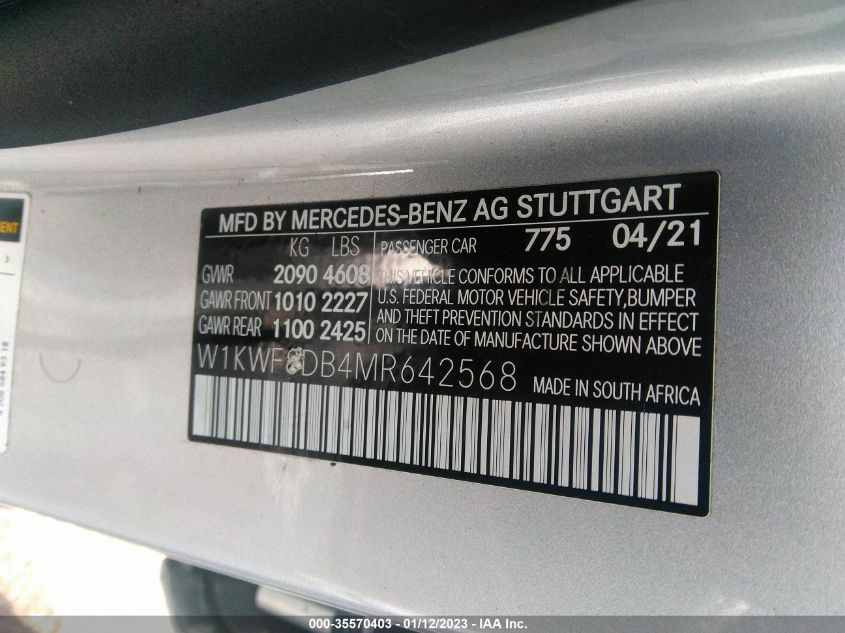 MFD BY MERCEDES-BENZ AG STUTTGART
KG LBS PASSENGER CAR 775 04/21
GVWR 2090 4608
GAWR FRONT 1010 2227
GAWR REAR 1100 2425
THIS VEHICLE CONFORMS TO ALL APPLICABLE
U.S. FEDERAL MOTOR VEHICLE SAFETY,BUMPER
AND THEFT PREVENTION STANDARDS IN EFFECT
ON THE DATE OF MANUFACTURE SHOWN ABOVE
W1KWF8DB4MR642568 MADE IN SOUTH AFRICA
000-35570403 - 01/12/2023 - IAA Inc.